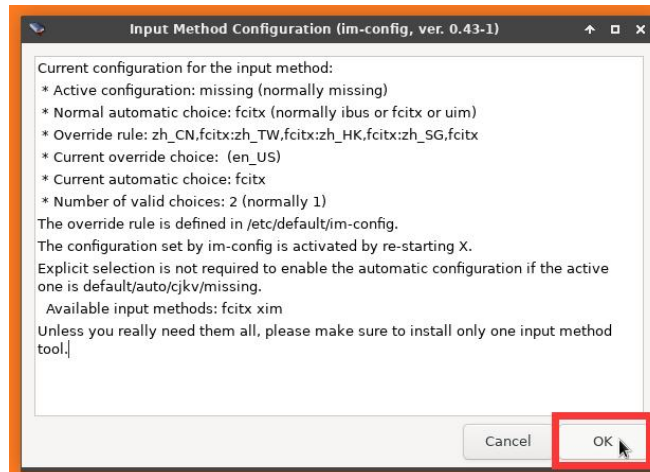 Input Method Configuration (im-config, ver. 0.43-1)
Current configuration for the input method:
* Active configuration: missing (normally missing)
* Normal automatic choice: fcitx (normally ibus or fcitx or uim)
* Override rule: zh_CN,fcitx:zh_TW,fcitx:zh_HK,fcitx:zh_SG,fcitx
* Current override choice:  (en_US)
* Current automatic choice: fcitx
* Number of valid choices: 2 (normally 1)
The override rule is defined in /etc/default/im-config.
The configuration set by im-config is activated by re-starting X.
Explicit selection is not required to enable the automatic configuration if the active
one is default/auto/cjkv/missing.
Available input methods: fcitx xim
Unless you really need them all, please make sure to install only one input method
tool.
Cancel
OK